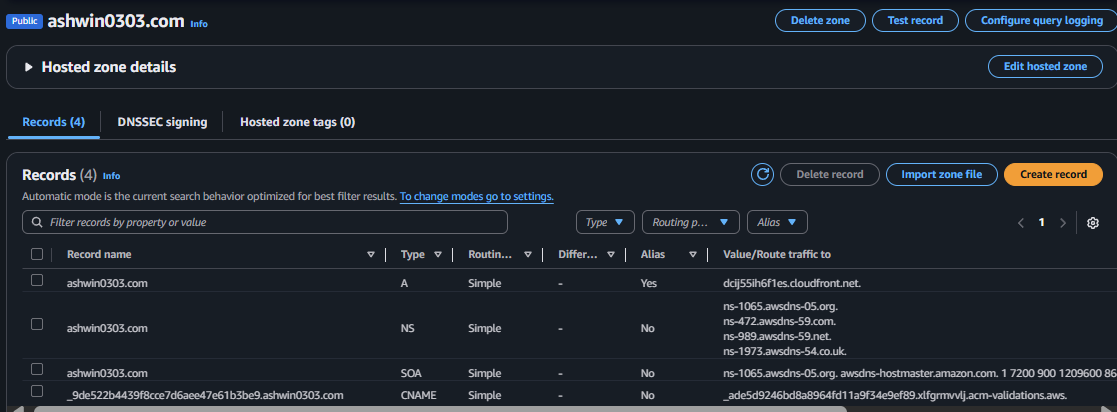 Public ashwin0303.com Info Delete zone Test record Configure query logging
Hosted zone details Edit hosted zone
Records (4) DNSSEC signing Hosted zone tags (0)
Records (4) Info Delete record Import zone file Create record
Automatic mode is the current search behavior optimized for best filter results. To change modes go to settings.
Filter records by property or value Type Routing p... Alias 1
Record name Type Routin... Differ... Alias Value/Route traffic to
ashwin0303.com A Simple - Yes dcij55ih6f1es.cloudfront.net.
ns-1065.awsdns-05.org.
ns-472.awsdns-59.com.
ashwin0303.com NS Simple - No
ns-989.awsdns-59.net.
ns-1973.awsdns-54.co.uk.
ashwin0303.com SOA Simple - No ns-1065.awsdns-05.org. awsdns-hostmaster.amazon.com. 1 7200 900 1209600 86
_9de522b4439f8cce7d6aee47e61b3be9.ashwin0303.com CNAME Simple - No _ade5d9246bd8a8964fd11a9f34e9ef89.xlfgrmvvlj.acm-validations.aws.